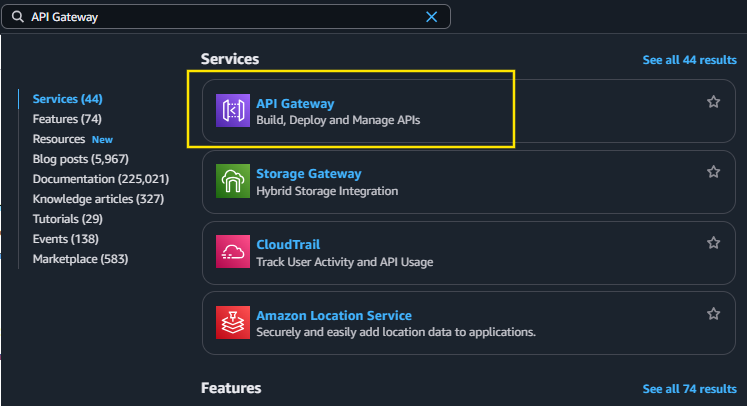 API Gateway
Services
See all 44 results
Services (44)
Features (74)
Resources New
Blog posts (5,967)
Documentation (225,021)
Knowledge articles (327)
Tutorials (29)
Events (138)
Marketplace (583)
API Gateway
Build, Deploy and Manage APIs
Storage Gateway
Hybrid Storage Integration
CloudTrail
Track User Activity and API Usage
Amazon Location Service
Securely and easily add location data to applications.
Features
See all 74 results